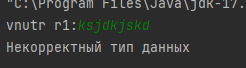 "C:\Program Files\Java\jdk-17.
vnutr r1:ksjdkjskd
Некорректный тип данных